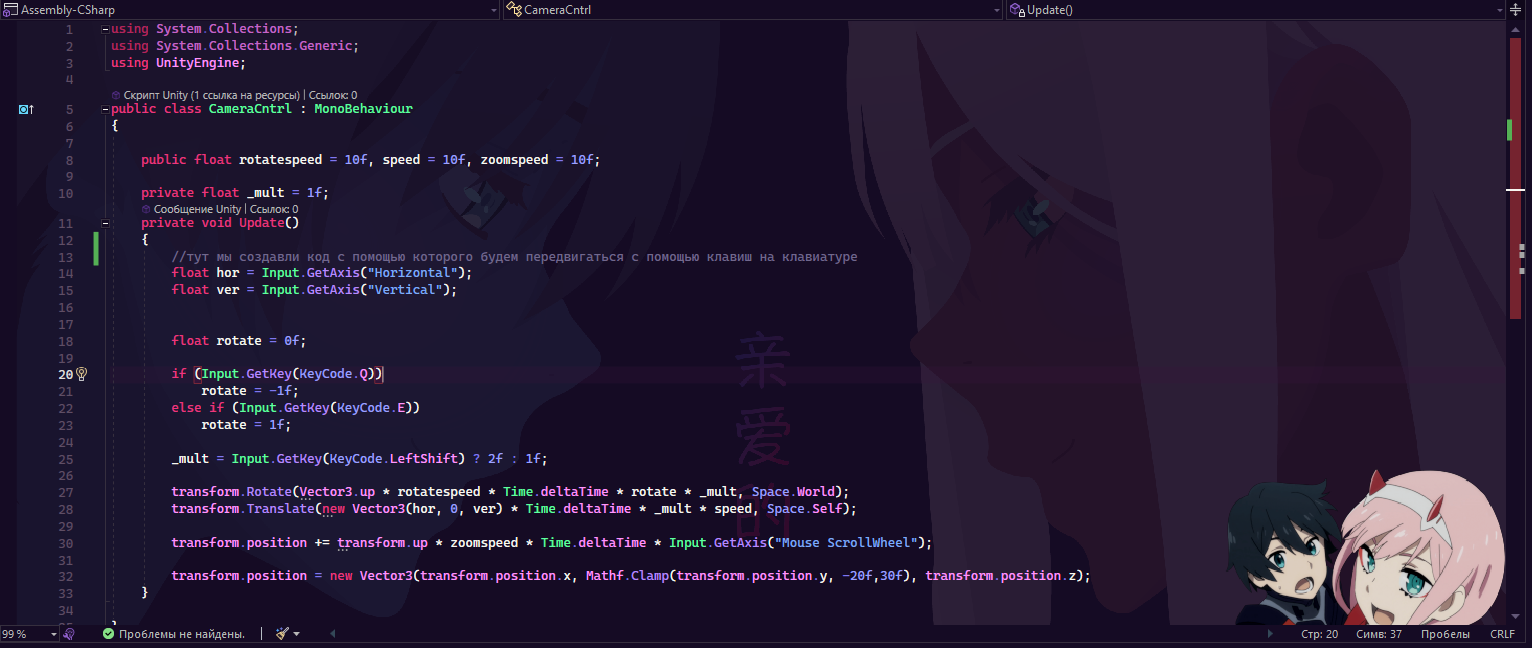 Assembly-CSharp CameraCntrl Update()
1 using System.Collections;
2 using System.Collections.Generic;
3 using UnityEngine;
4
Скрипт Unity (1 ссылка на ресурсы) | Ссылок: 0
5 public class CameraCntrl : MonoBehaviour
6 {
7
8 public float rotatespeed = 10f, speed = 10f, zoomspeed = 10f;
9
10 private float _mult = 1f;
Сообщение Unity | Ссылок: 0
11 private void Update()
12 {
13 //тут мы создавли код с помощью которого будем передвигаться с помощью клавиш на клавиатуре
14 float hor = Input.GetAxis("Horizontal");
15 float ver = Input.GetAxis("Vertical");
16
17
18 float rotate = 0f;
19
20 if (Input.GetKey(KeyCode.Q))
21 rotate = -1f;
22 else if (Input.GetKey(KeyCode.E))
23 rotate = 1f;
24
25 _mult = Input.GetKey(KeyCode.LeftShift) ? 2f : 1f;
26
27 transform.Rotate(Vector3.up * rotatespeed * Time.deltaTime * rotate * _mult, Space.World);
28 transform.Translate(new Vector3(hor, 0, ver) * Time.deltaTime * _mult * speed, Space.Self);
29
30 transform.position += transform.up * zoomspeed * Time.deltaTime * Input.GetAxis("Mouse ScrollWheel");
31
32 transform.position = new Vector3(transform.position.x, Mathf.Clamp(transform.position.y, -20f,30f), transform.position.z);
33 }
34
亲爱的
99 % Проблемы не найдены. Стр: 20 Симв: 37 Пробелы CRLF